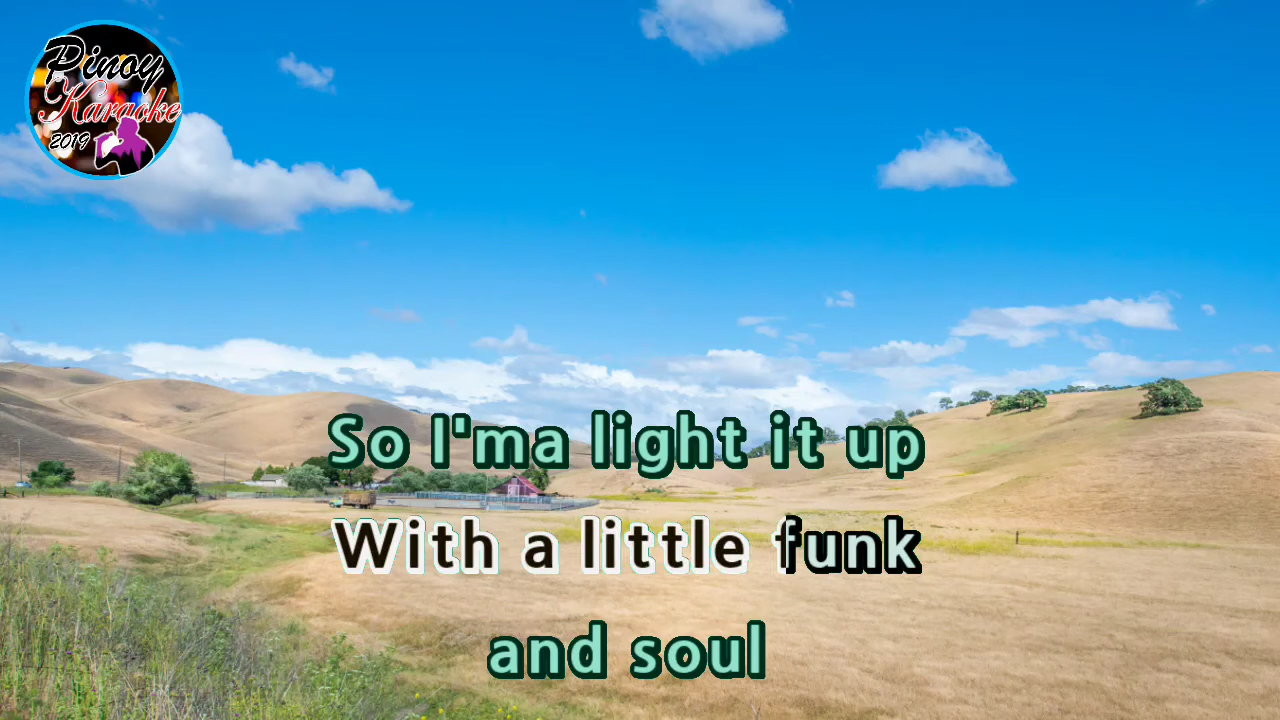 Pinoy
Karaoke
2019
So I'ma light it up
With a little funk
and soul